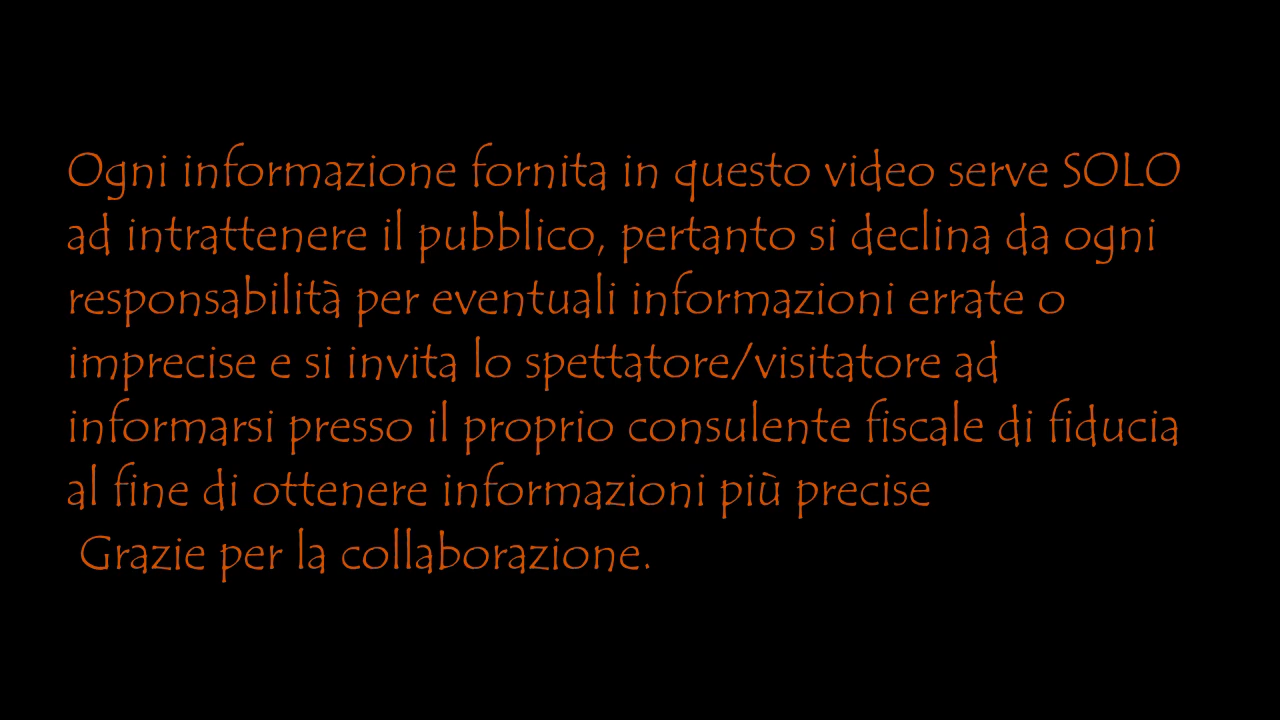 Ogni informazione fornita in questo video serve SOLO
ad intrattenere il pubblico, pertanto si declina da ogni
responsabilità per eventuali informazioni errate o
imprecise e si invita lo spettatore/visitatore ad
informarsi presso il proprio consulente fiscale di fiducia
al fine di ottenere informazioni più precise
Grazie per la collaborazione.